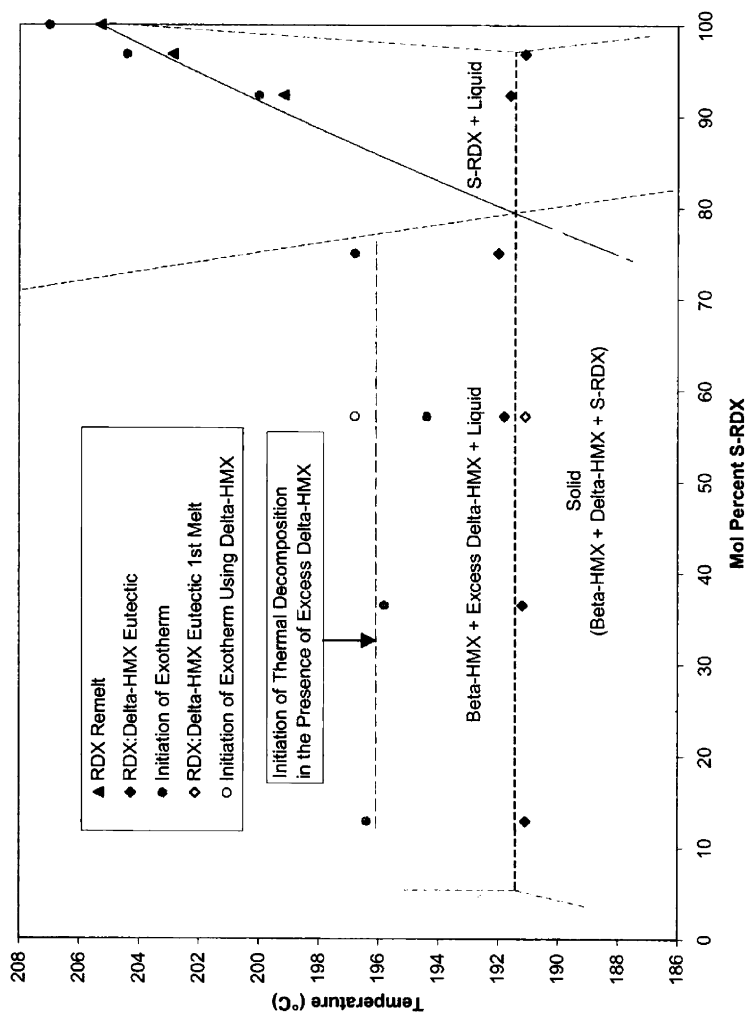 208
206
204
202
200
198
196
194
192
190
188
186
Temperature (°C)
RDX Remelt
RDX:Delta-HMX Eutectic
Initiation of Exotherm
RDX:Delta-HMX Eutectic 1st Melt
Initiation of Exotherm Using Delta-HMX
Initiation of Thermal Decomposition
in the Presence of Excess Delta-HMX
S-RDX + Liquid
Beta-HMX + Excess Delta-HMX + Liquid
Solid
(Beta-HMX + Delta-HMX + S-RDX)
0 10 20 30 40 50 60 70 80 90 100
Mol Percent S-RDX